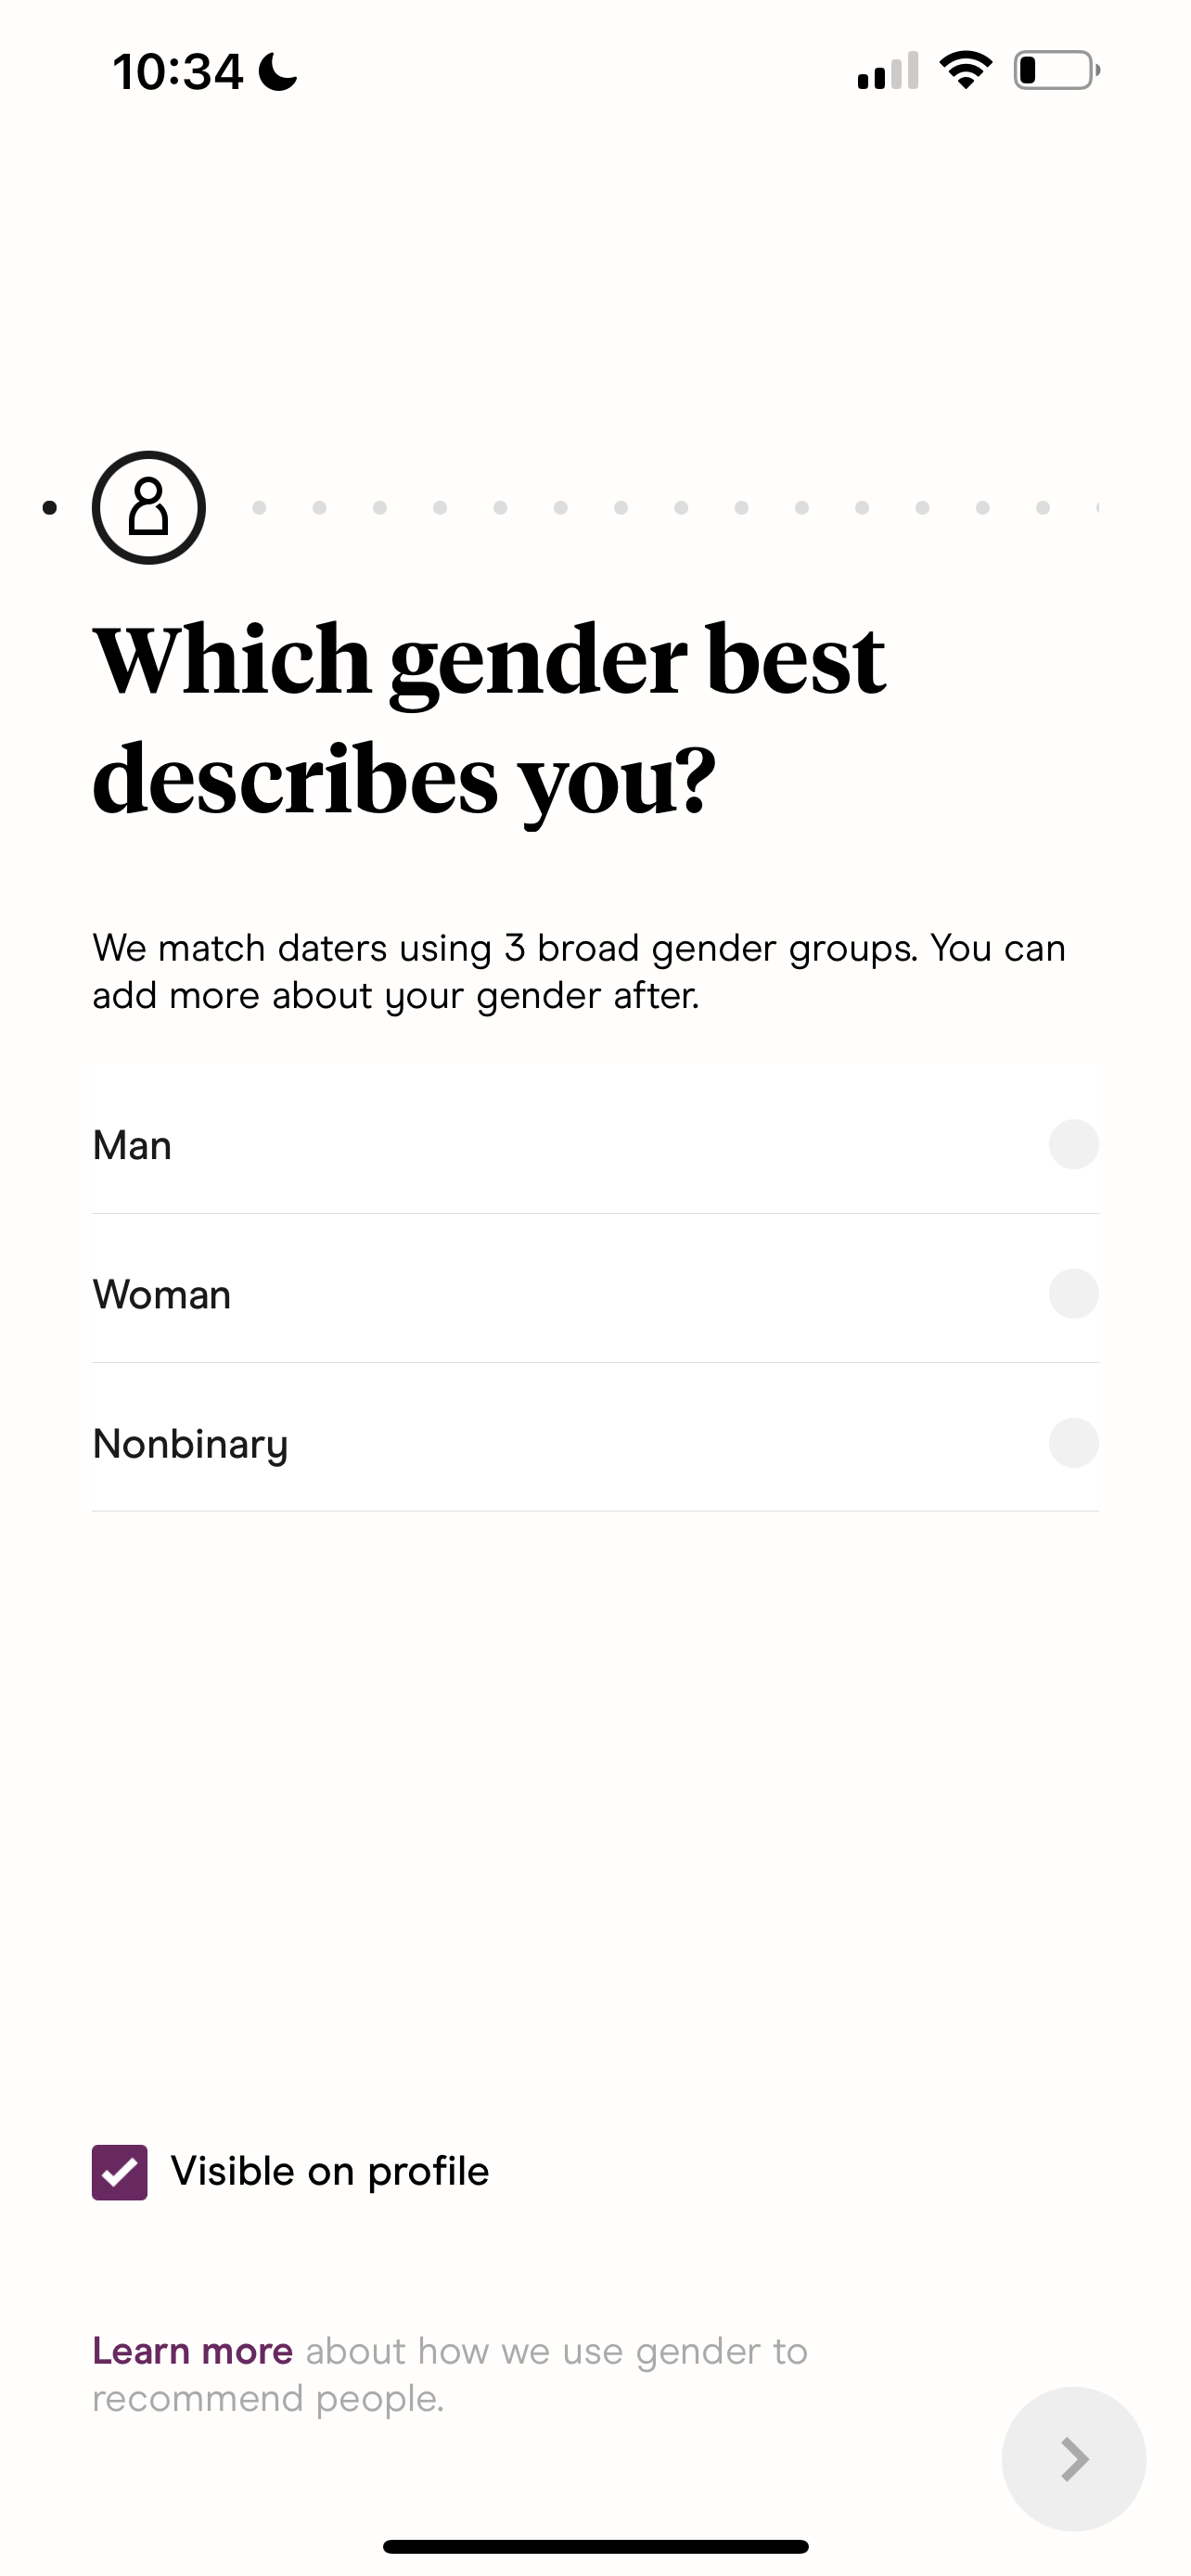 10:34
Which gender best
describes you?
We match daters using 3 broad gender groups. You can
add more about your gender after.
Man
Woman
Nonbinary
Visible on profile
Learn more about how we use gender to
recommend people.